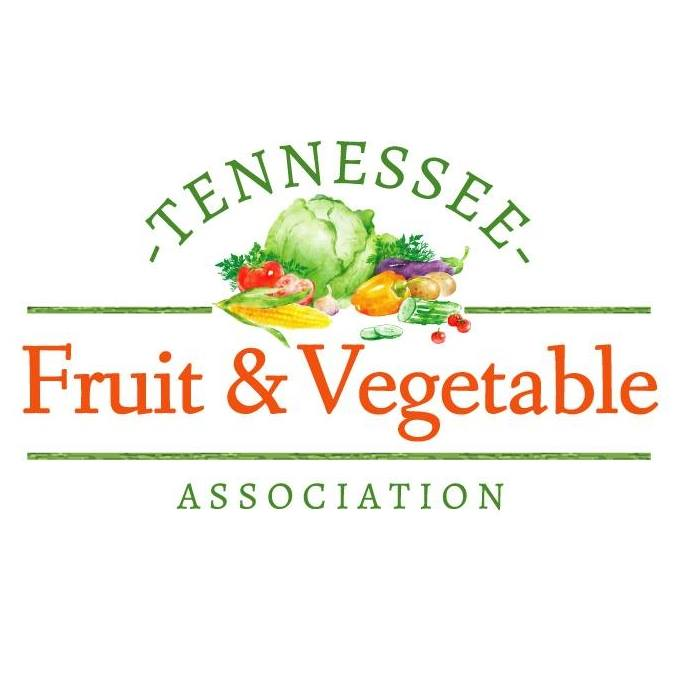 -TENNESSEE-
Fruit & Vegetable
ASSOCIATION